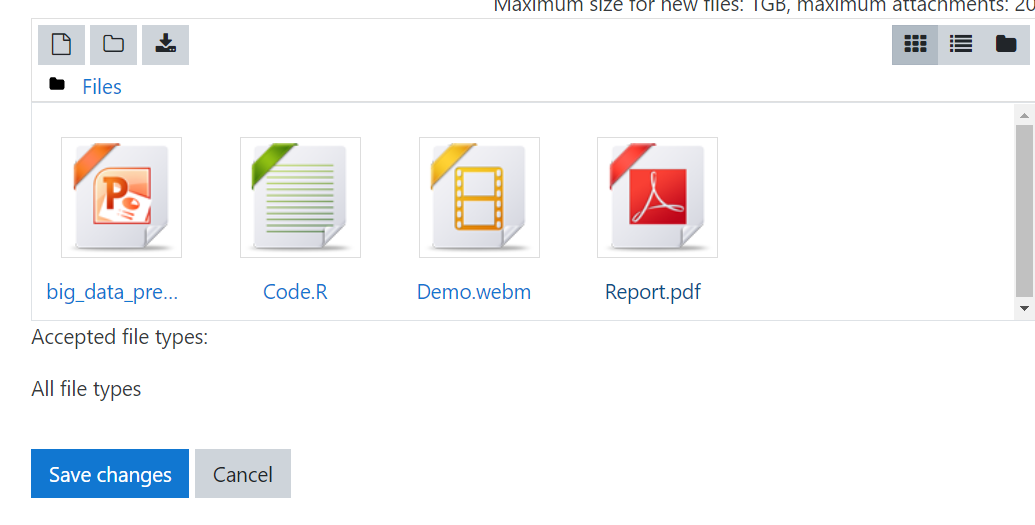 Maximum size for new files: 1GB, maximum attachments: 20
Files
P
big_data_pre... Code.R Demo.webm Report.pdf
Accepted file types:
All file types
Save changes Cancel